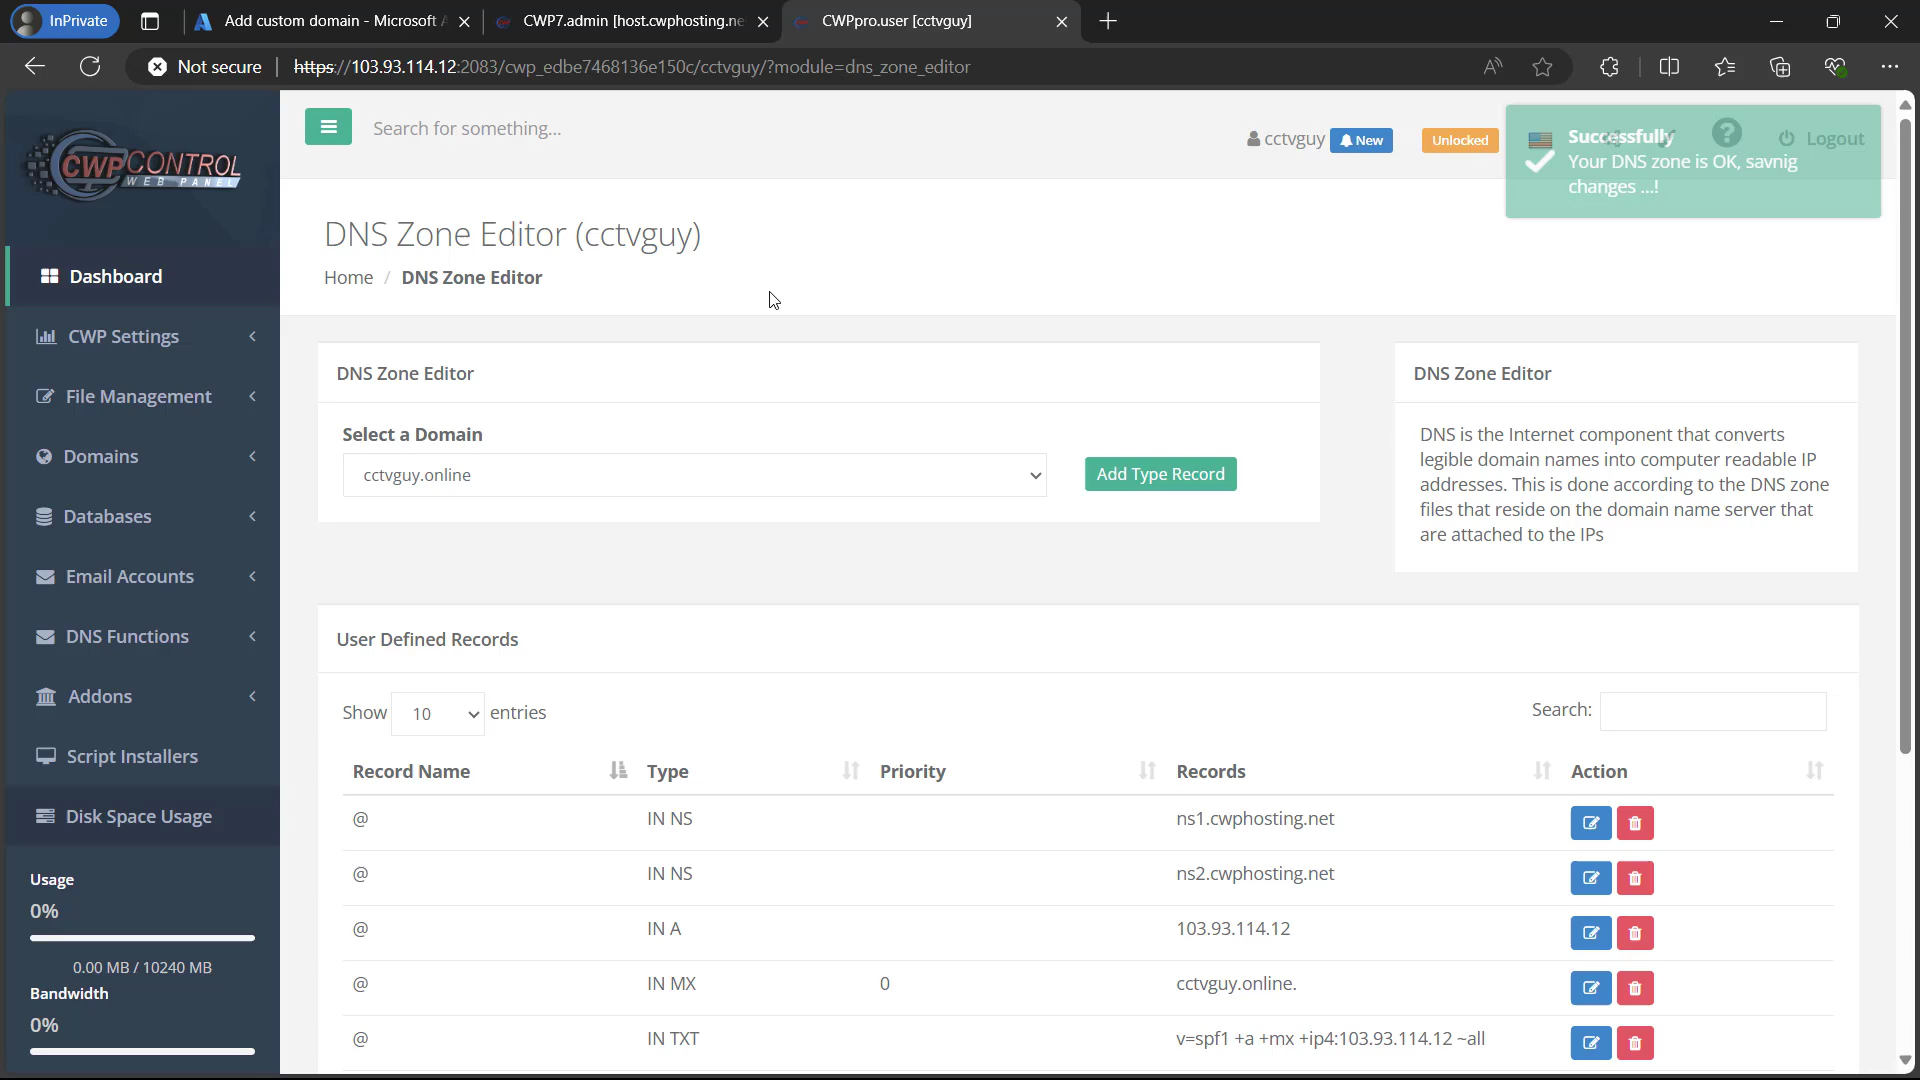 InPrivate
Add custom domain - Microsoft A
CWP7.admin [host.cwphosting.ne
CWPpro.user [cctvguy]
Not secure
https://103.93.114.12:2083/cwp_edbe7468136e150c/cctvguy/?module=dns_zone_editor
CWP CONTROL
WEB PANEL
Search for something...
cctvguy
New
Unlocked
Successfully
Your DNS zone is OK, savnig
changes ...!
Logout
Dashboard
CWP Settings
File Management
Domains
Databases
Email Accounts
DNS Functions
Addons
Script Installers
Disk Space Usage
Usage
0%
0.00 MB / 10240 MB
Bandwidth
0%
DNS Zone Editor (cctvguy)
Home / DNS Zone Editor
DNS Zone Editor
Select a Domain
cctvguy.online
Add Type Record
DNS Zone Editor
DNS is the Internet component that converts
legible domain names into computer readable IP
addresses. This is done according to the DNS zone
files that reside on the domain name server that
are attached to the IPs
User Defined Records
Show 10 entries
Search:
Record Name Type Priority Records Action
@ IN NS ns1.cwphosting.net
@ IN NS ns2.cwphosting.net
@ IN A 103.93.114.12
@ IN MX 0 cctvguy.online.
@ IN TXT v=spf1 +a +mx +ip4:103.93.114.12 ~all